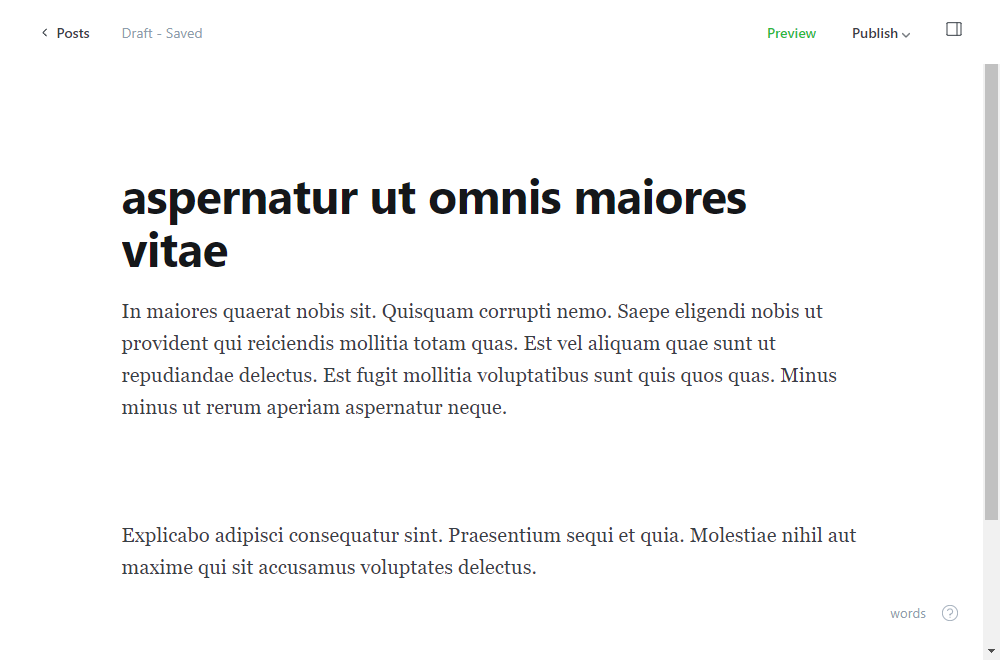 Posts
Draft - Saved
Preview
Publish
aspernatur ut omnis maiores
vitae
In maiores quaerat nobis sit. Quisquam corrupti nemo. Saepe eligendi nobis ut
provident qui reiciendis mollitia totam quas. Est vel aliquam quae sunt ut
repudiandae delectus. Est fugit mollitia voluptatibus sunt quis quos quas. Minus
minus ut rerum aperiam aspernatur neque.
Explicabo adipisci consequatur sint. Praesentium sequi et quia. Molestiae nihil aut
maxime qui sit accusamus voluptates delectus.
words
?